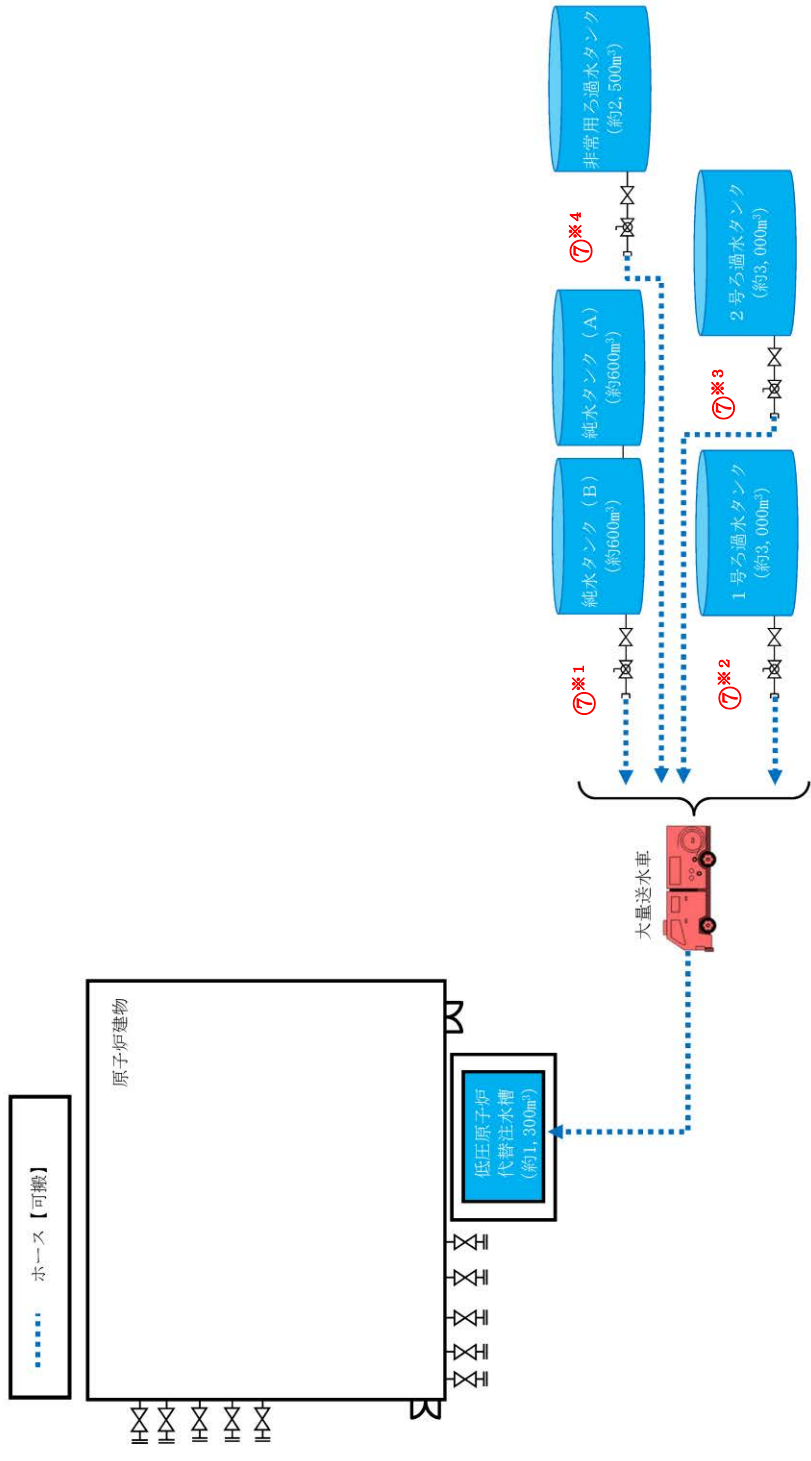 ホース【可搬】
原子炉建物
低圧原子炉
代替注水槽
(約1,300m³)
大量送水車
⑦※1
純水タンク（B）
(約600m³)
純水タンク（A）
(約600m³)
⑦※4
非常用ろ過水タンク
(約2,500m³)
⑦※2
1号ろ過水タンク
(約3,000m³)
⑦※3
2号ろ過水タンク
(約3,000m³)